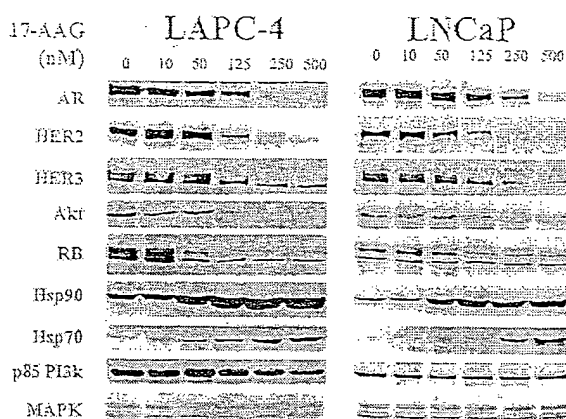 17-AAG LAPC-4 LNCaP
(nM) 0 10 50 125 250 500 0 10 50 125 250 500
AR
HER2
HER3
Akt
RB
Hsp90
Hsp70
p85 PI3k
MAPK